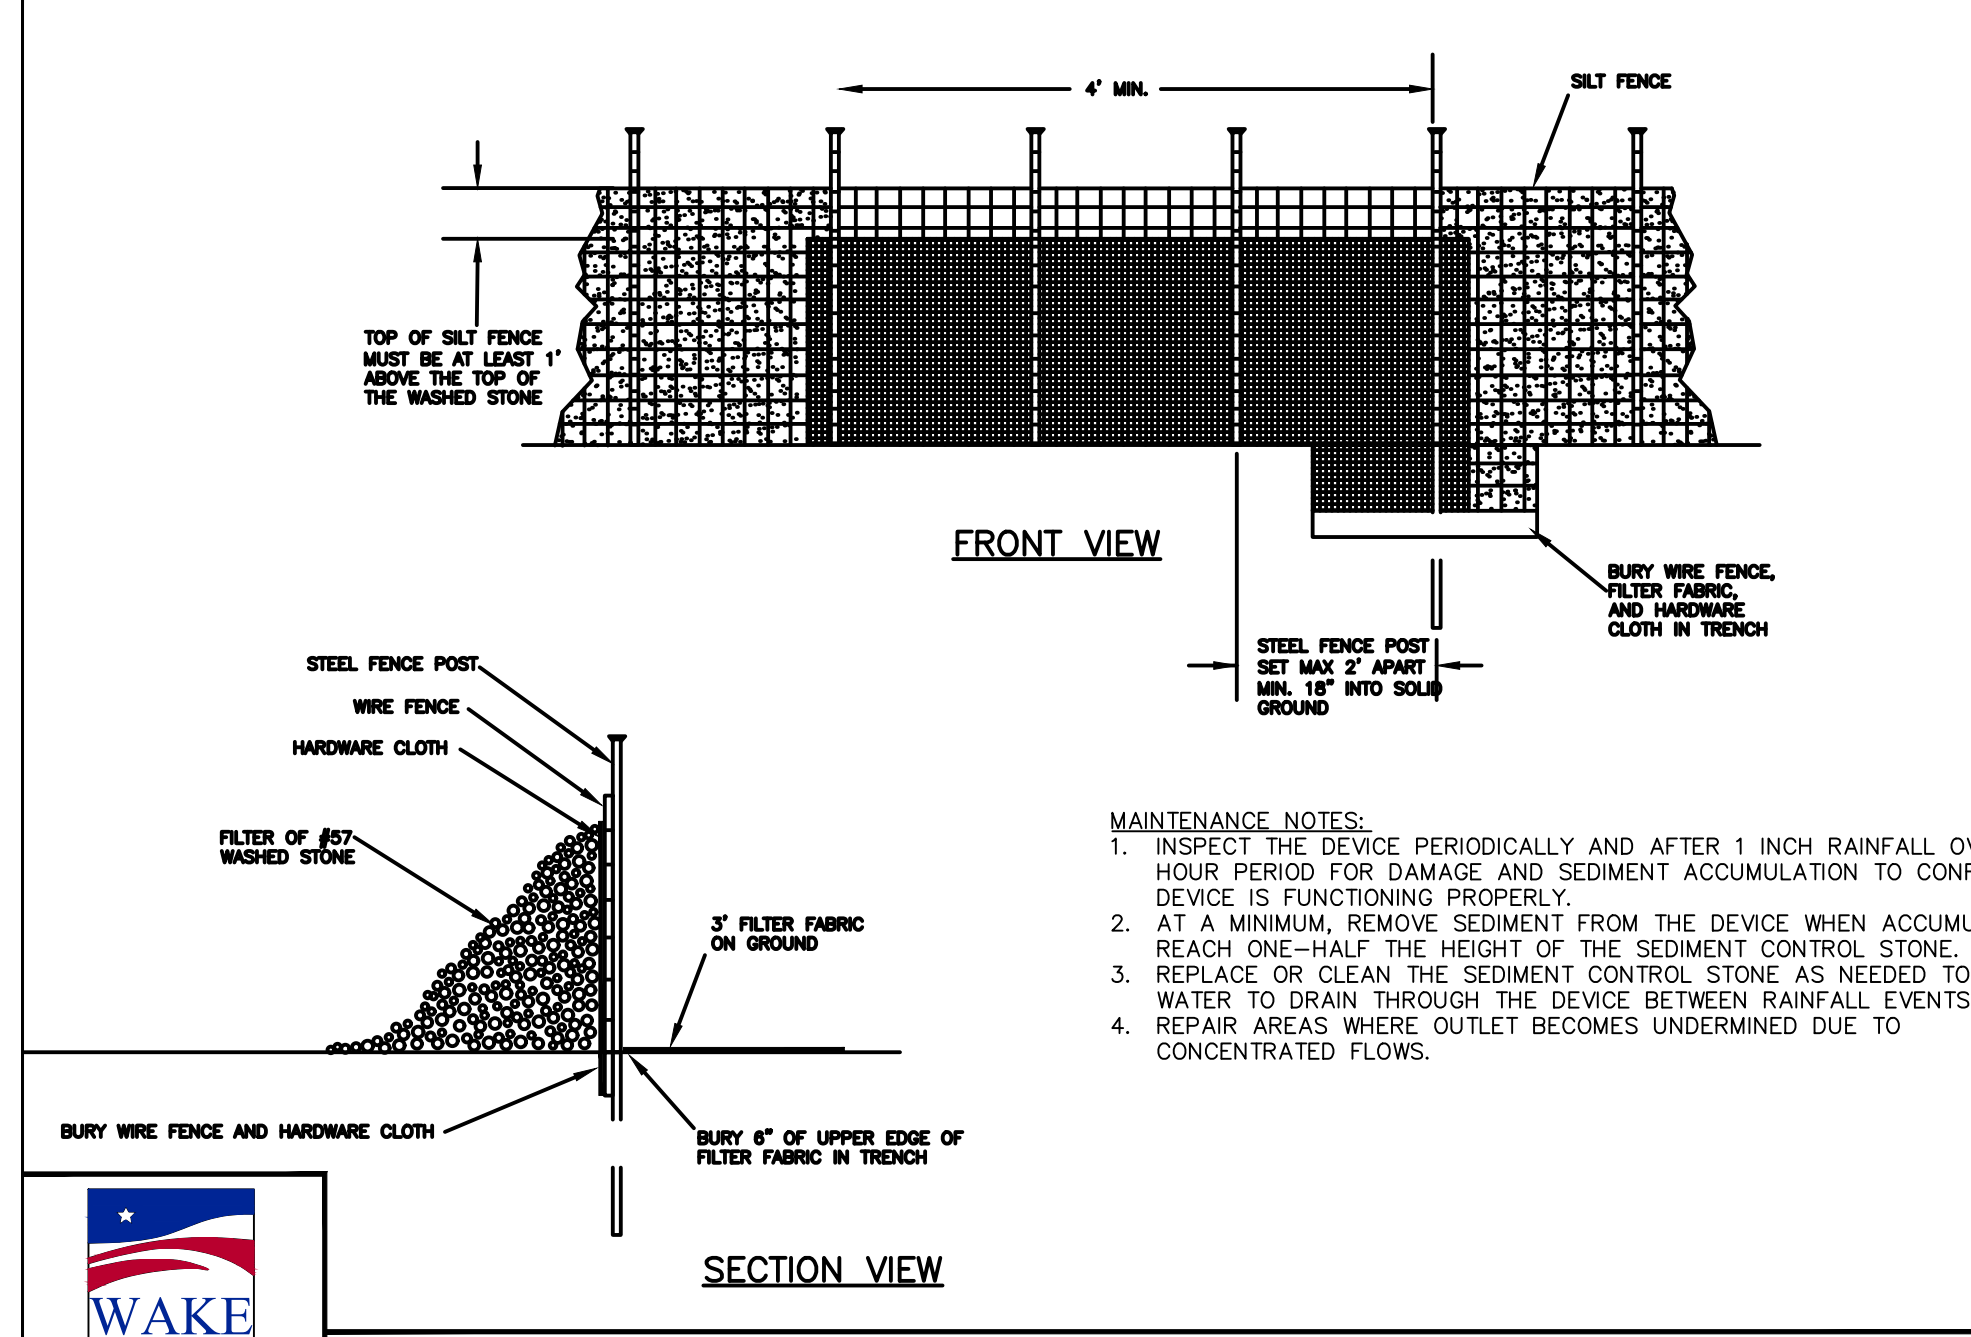 4' MIN.
SILT FENCE
TOP OF SILT FENCE
MUST BE AT LEAST 1'
ABOVE THE TOP OF
THE WASHED STONE
FRONT VIEW
BURY WIRE FENCE,
FILTER FABRIC,
AND HARDWARE
CLOTH IN TRENCH
STEEL FENCE POST
SET MAX 2' APART
MIN. 18" INTO SOLID
GROUND
STEEL FENCE POST
WIRE FENCE
HARDWARE CLOTH
FILTER OF #57
WASHED STONE
3' FILTER FABRIC
ON GROUND
BURY WIRE FENCE AND HARDWARE CLOTH
BURY 6" OF UPPER EDGE OF
FILTER FABRIC IN TRENCH
SECTION VIEW
MAINTENANCE NOTES:
1. INSPECT THE DEVICE PERIODICALLY AND AFTER 1 INCH RAINFALL
HOUR PERIOD FOR DAMAGE AND SEDIMENT ACCUMULATION TO
DEVICE IS FUNCTIONING PROPERLY.
2. AT A MINIMUM, REMOVE SEDIMENT FROM THE DEVICE WHEN
REACH ONE-HALF THE HEIGHT OF THE SEDIMENT CONTROL STONE.
3. REPLACE OR CLEAN THE SEDIMENT CONTROL STONE AS NEEDED TO
WATER TO DRAIN THROUGH THE DEVICE BETWEEN RAINFALL EVENTS
4. REPAIR AREAS WHERE OUTLET BECOMES UNDERMINED DUE TO
CONCENTRATED FLOWS.
WAKE